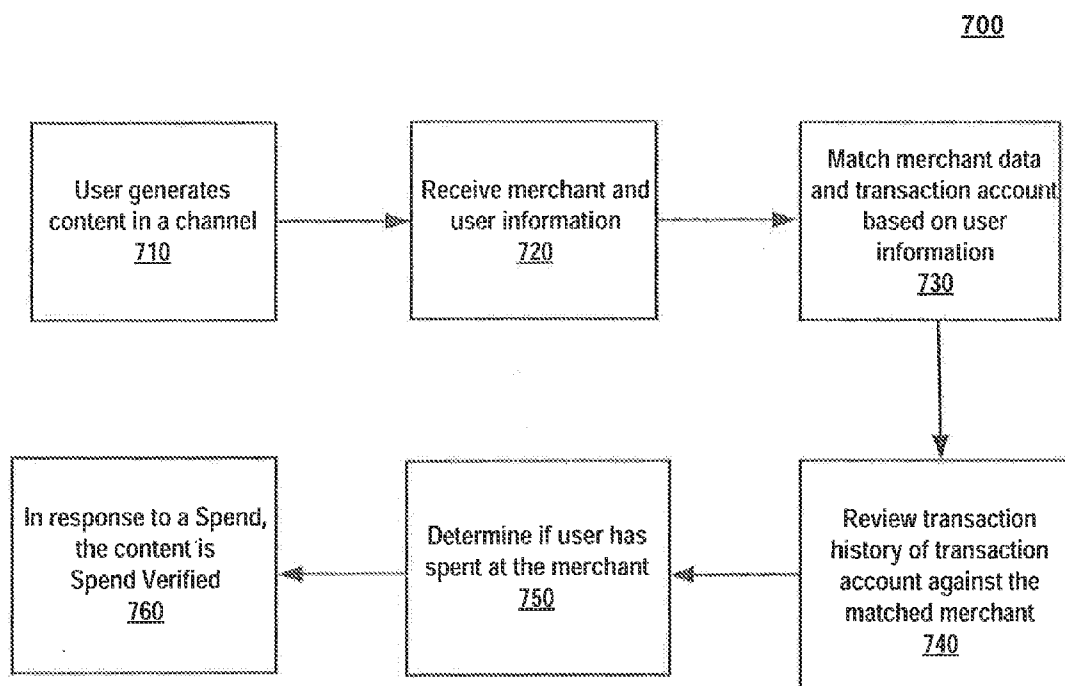 700
User generates
content in a channel
710
Receive merchant and
user information
720
Match merchant data
and transaction account
based on user
information
730
Review transaction
history of transaction
account against the
matched merchant
740
Determine if user has
spent at the merchant
750
In response to a Spend,
the content is
Spend Verified
760